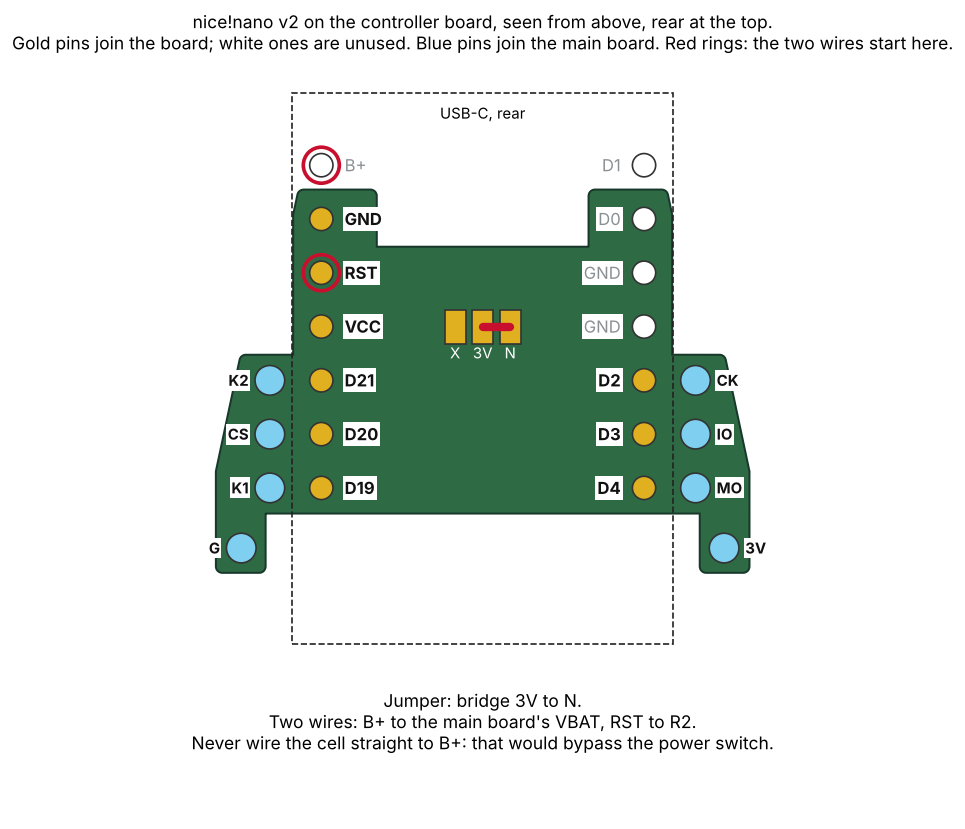 nice!nano v2 on the controller board, seen from above, rear at the top.
Gold pins join the board; white ones are unused. Blue pins join the main board. Red rings: the two wires start here.
USB-C, rear
B+ D1
GND D0
RST GND
VCC GND
X 3V N
K2 D21 D2 CK
CS D20 D3 IO
K1 D19 D4 MO
G 3V
Jumper: bridge 3V to N.
Two wires: B+ to the main board's VBAT, RST to R2.
Never wire the cell straight to B+: that would bypass the power switch.